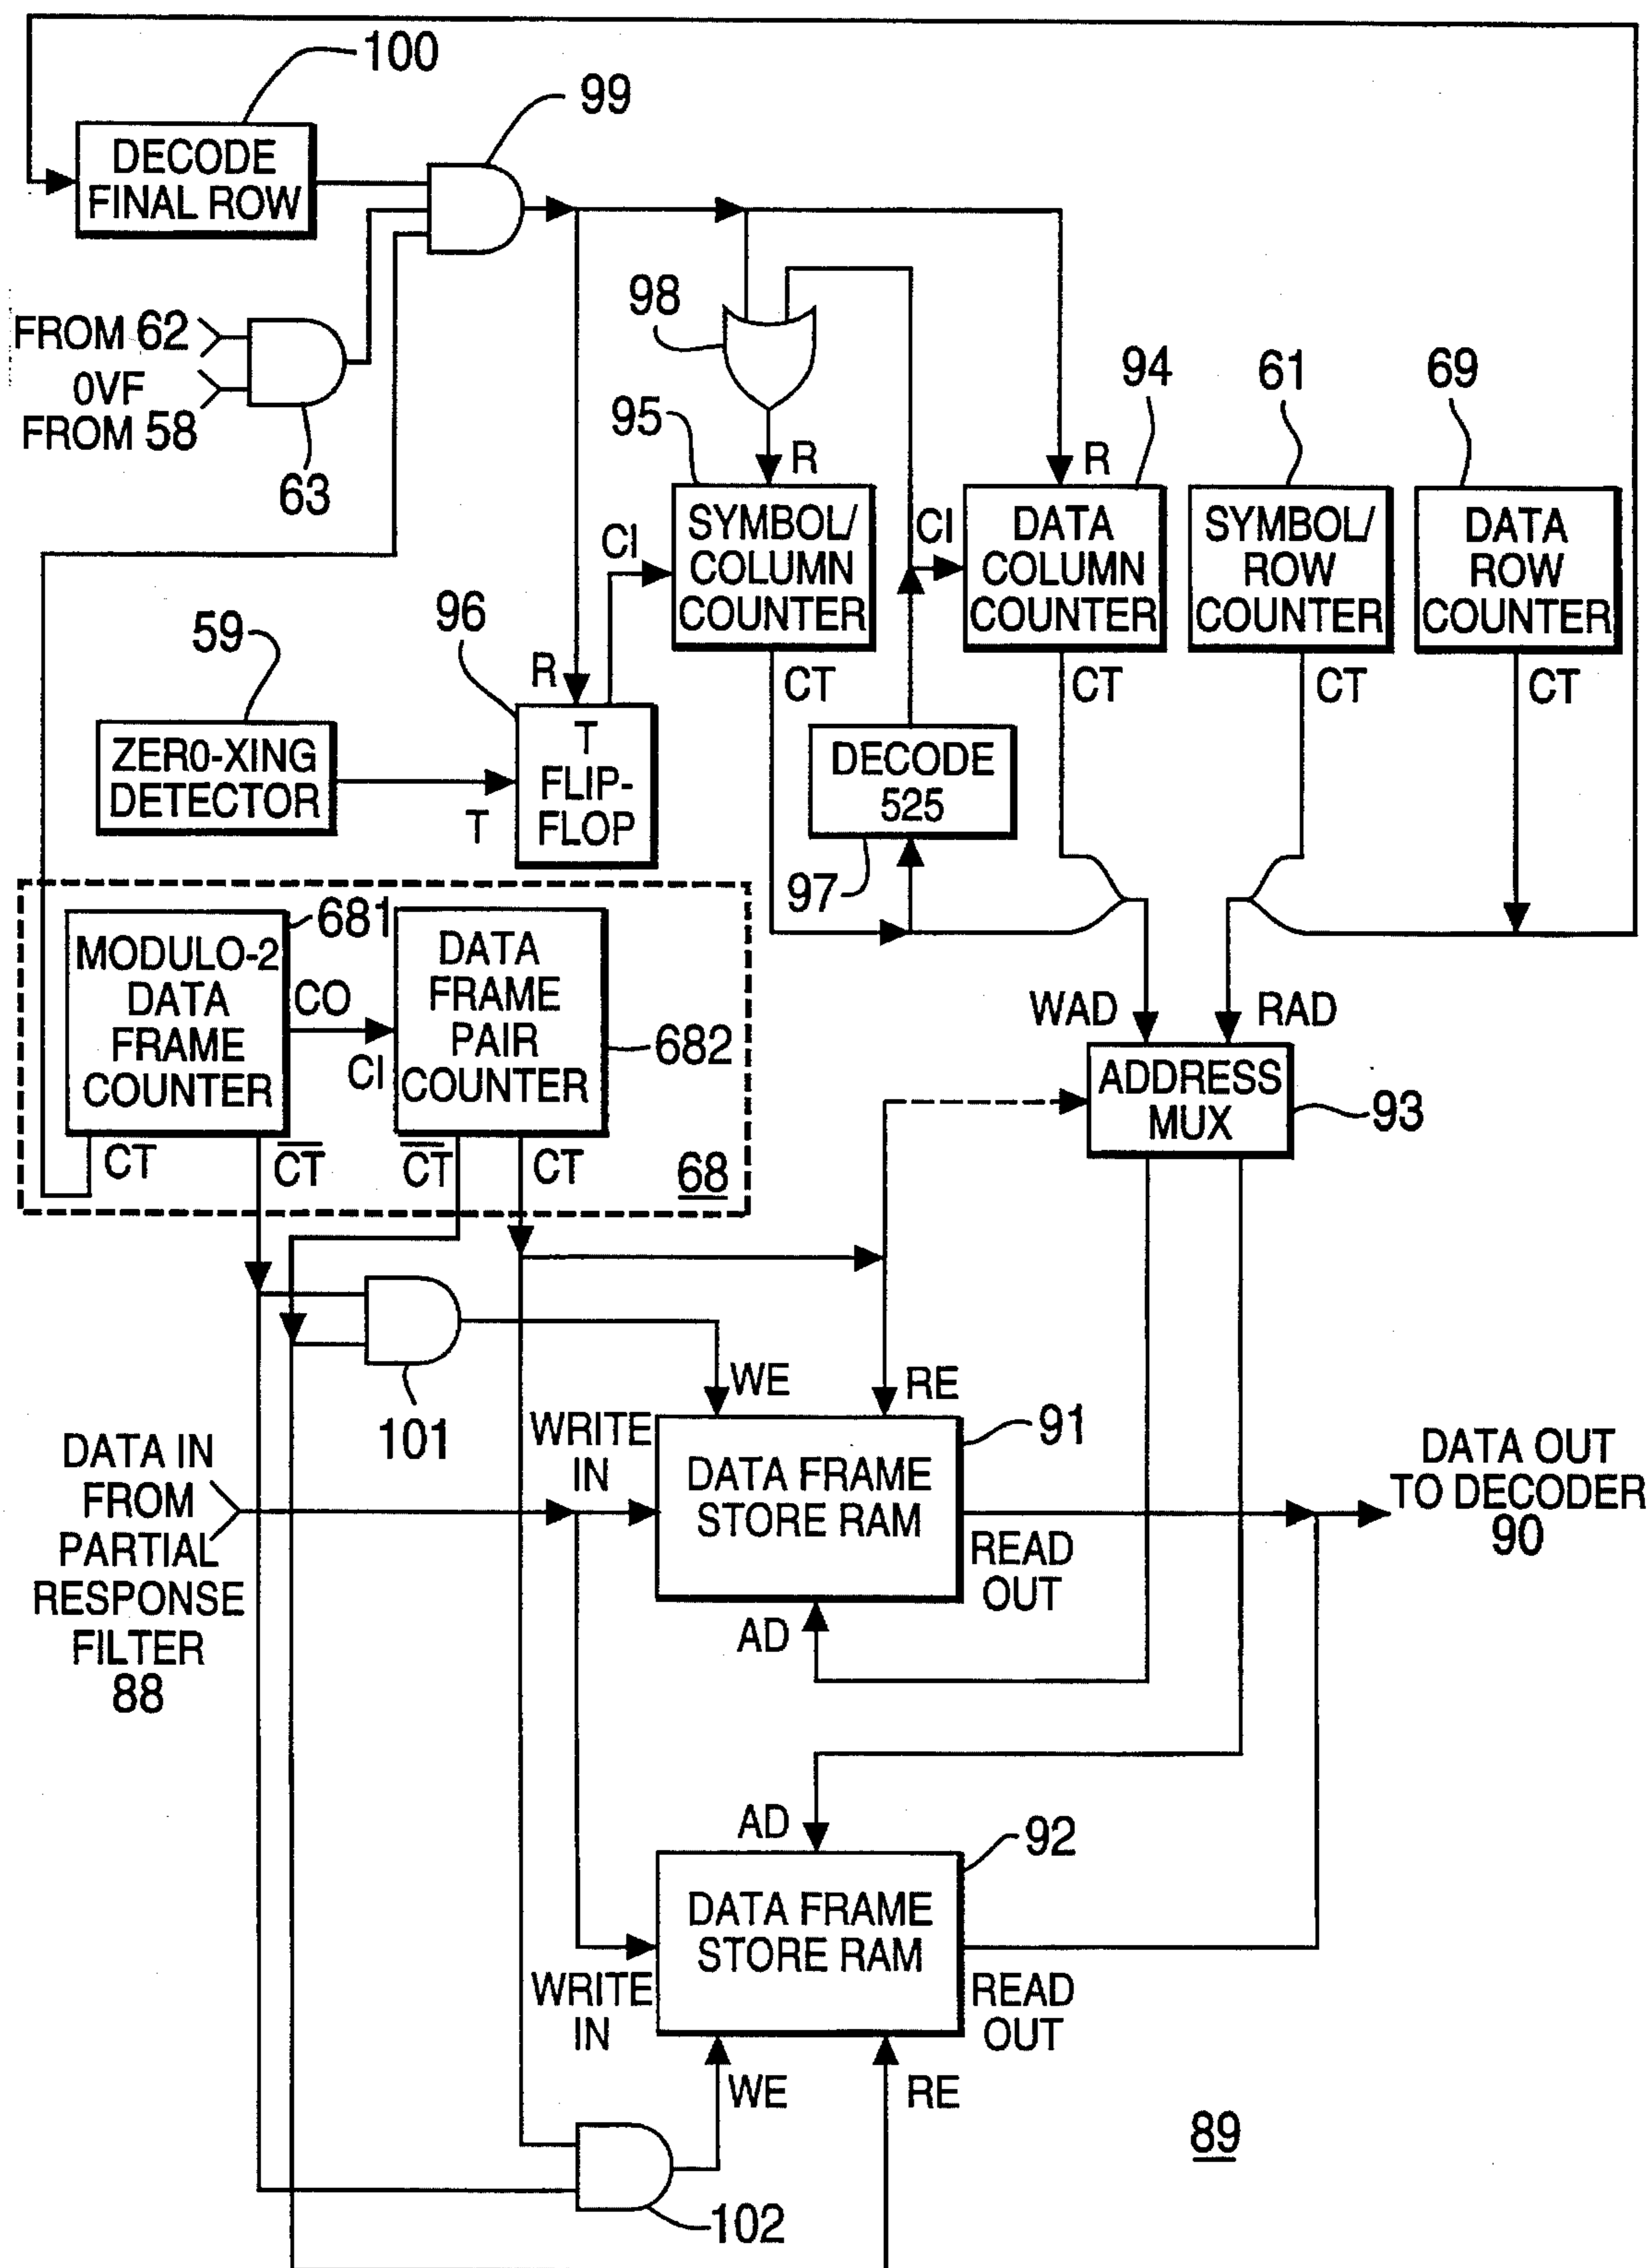 100
99
DECODE
FINAL ROW
FROM 62
0VF
FROM 58
63
98
95
R
94
61
69
R
CI
SYMBOL/
COLUMN
COUNTER
CI
DATA
COLUMN
COUNTER
SYMBOL/
ROW
COUNTER
DATA
ROW
COUNTER
59
96
R
CT
CT
CT
CT
ZER0-XING
DETECTOR
T
T
FLIP-
FLOP
DECODE
525
97
681
MODULO-2
DATA
FRAME
COUNTER
CO
CI
DATA
FRAME
PAIR
COUNTER
682
WAD
RAD
ADDRESS
MUX
93
CT
CT
CT
CT
68
101
WE
RE
91
DATA IN
FROM
PARTIAL
RESPONSE
FILTER
88
WRITE
IN
DATA FRAME
STORE RAM
READ
OUT
DATA OUT
TO DECODER
90
AD
AD
92
DATA FRAME
STORE RAM
WRITE
IN
READ
OUT
WE
RE
89
102